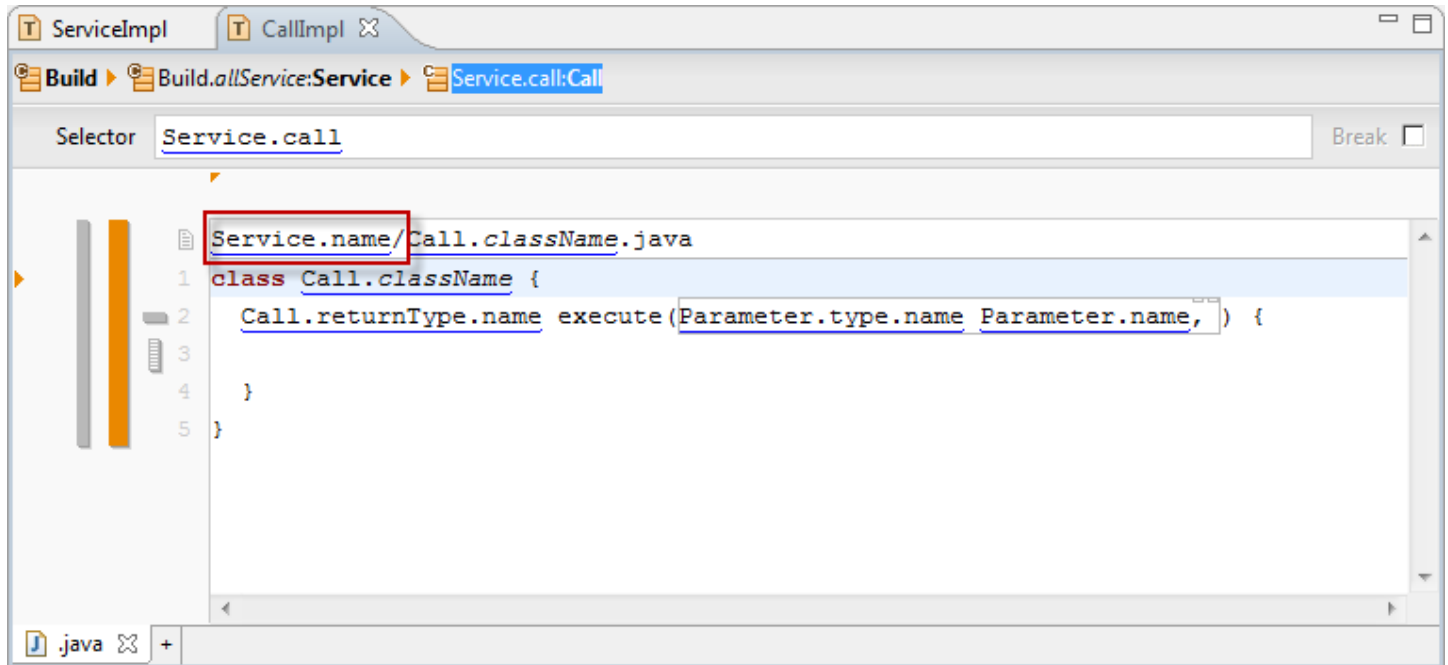 ServiceImpl CallImpl
Build Build.allService:Service Service.call:Call
Selector Service.call Break
Service.name/Call.className.java
1 class Call.className {
2 Call.returnType.name execute(Parameter.type.name Parameter.name, ) {
3
4 }
5 }
.java +